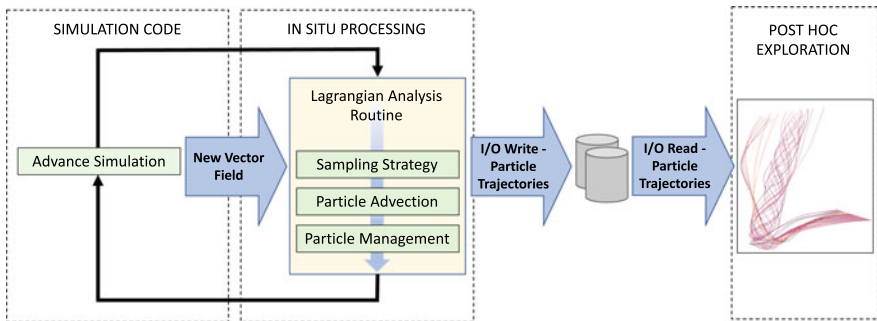 SIMULATION CODE
IN SITU PROCESSING
POST HOC
EXPLORATION
Lagrangian Analysis
Routine
Advance Simulation
New Vector
Field
Sampling Strategy
Particle Advection
Particle Management
I/O Write -
Particle
Trajectories
I/O Read -
Particle
Trajectories